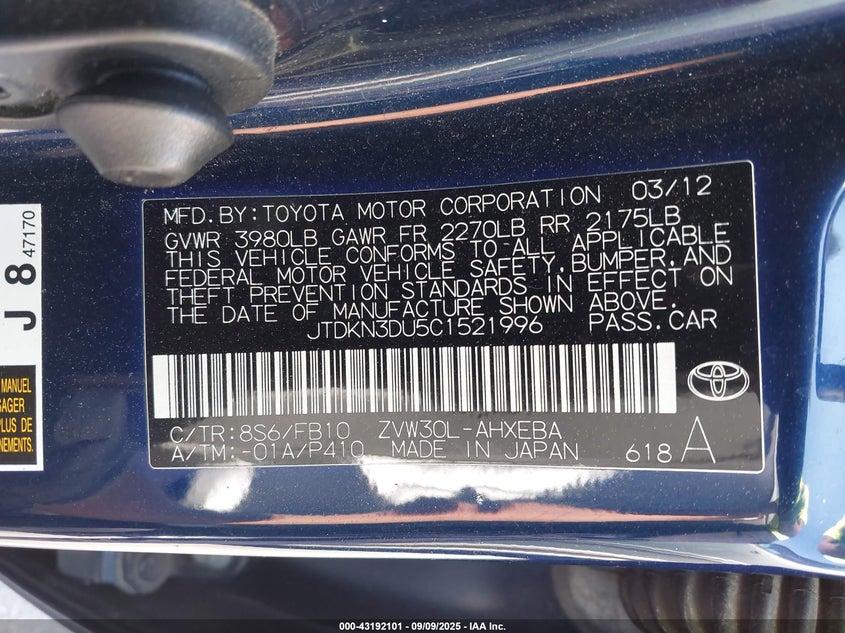 MFD. BY: TOYOTA MOTOR CORPORATION 03/12
GVWR 3980LB GAWR FR 2270LB RR 2175LB
THIS VEHICLE CONFORMS TO ALL APPLICABLE
FEDERAL MOTOR VEHICLE SAFETY, BUMPER, AND
THEFT PREVENTION STANDARDS IN EFFECT ON
THE DATE OF MANUFACTURE SHOWN ABOVE.
JTDKN3DU5C1521996 PASS.CAR
C/TR: 8S6/FB10 ZVW30L-AHXEBA
A/TM: -01A/P410 MADE IN JAPAN 618 A
J 8 47170
MANUEL
SAGER
PLUS DE
NEMENTS.
000-43192101 - 09/09/2025 - IAA Inc.